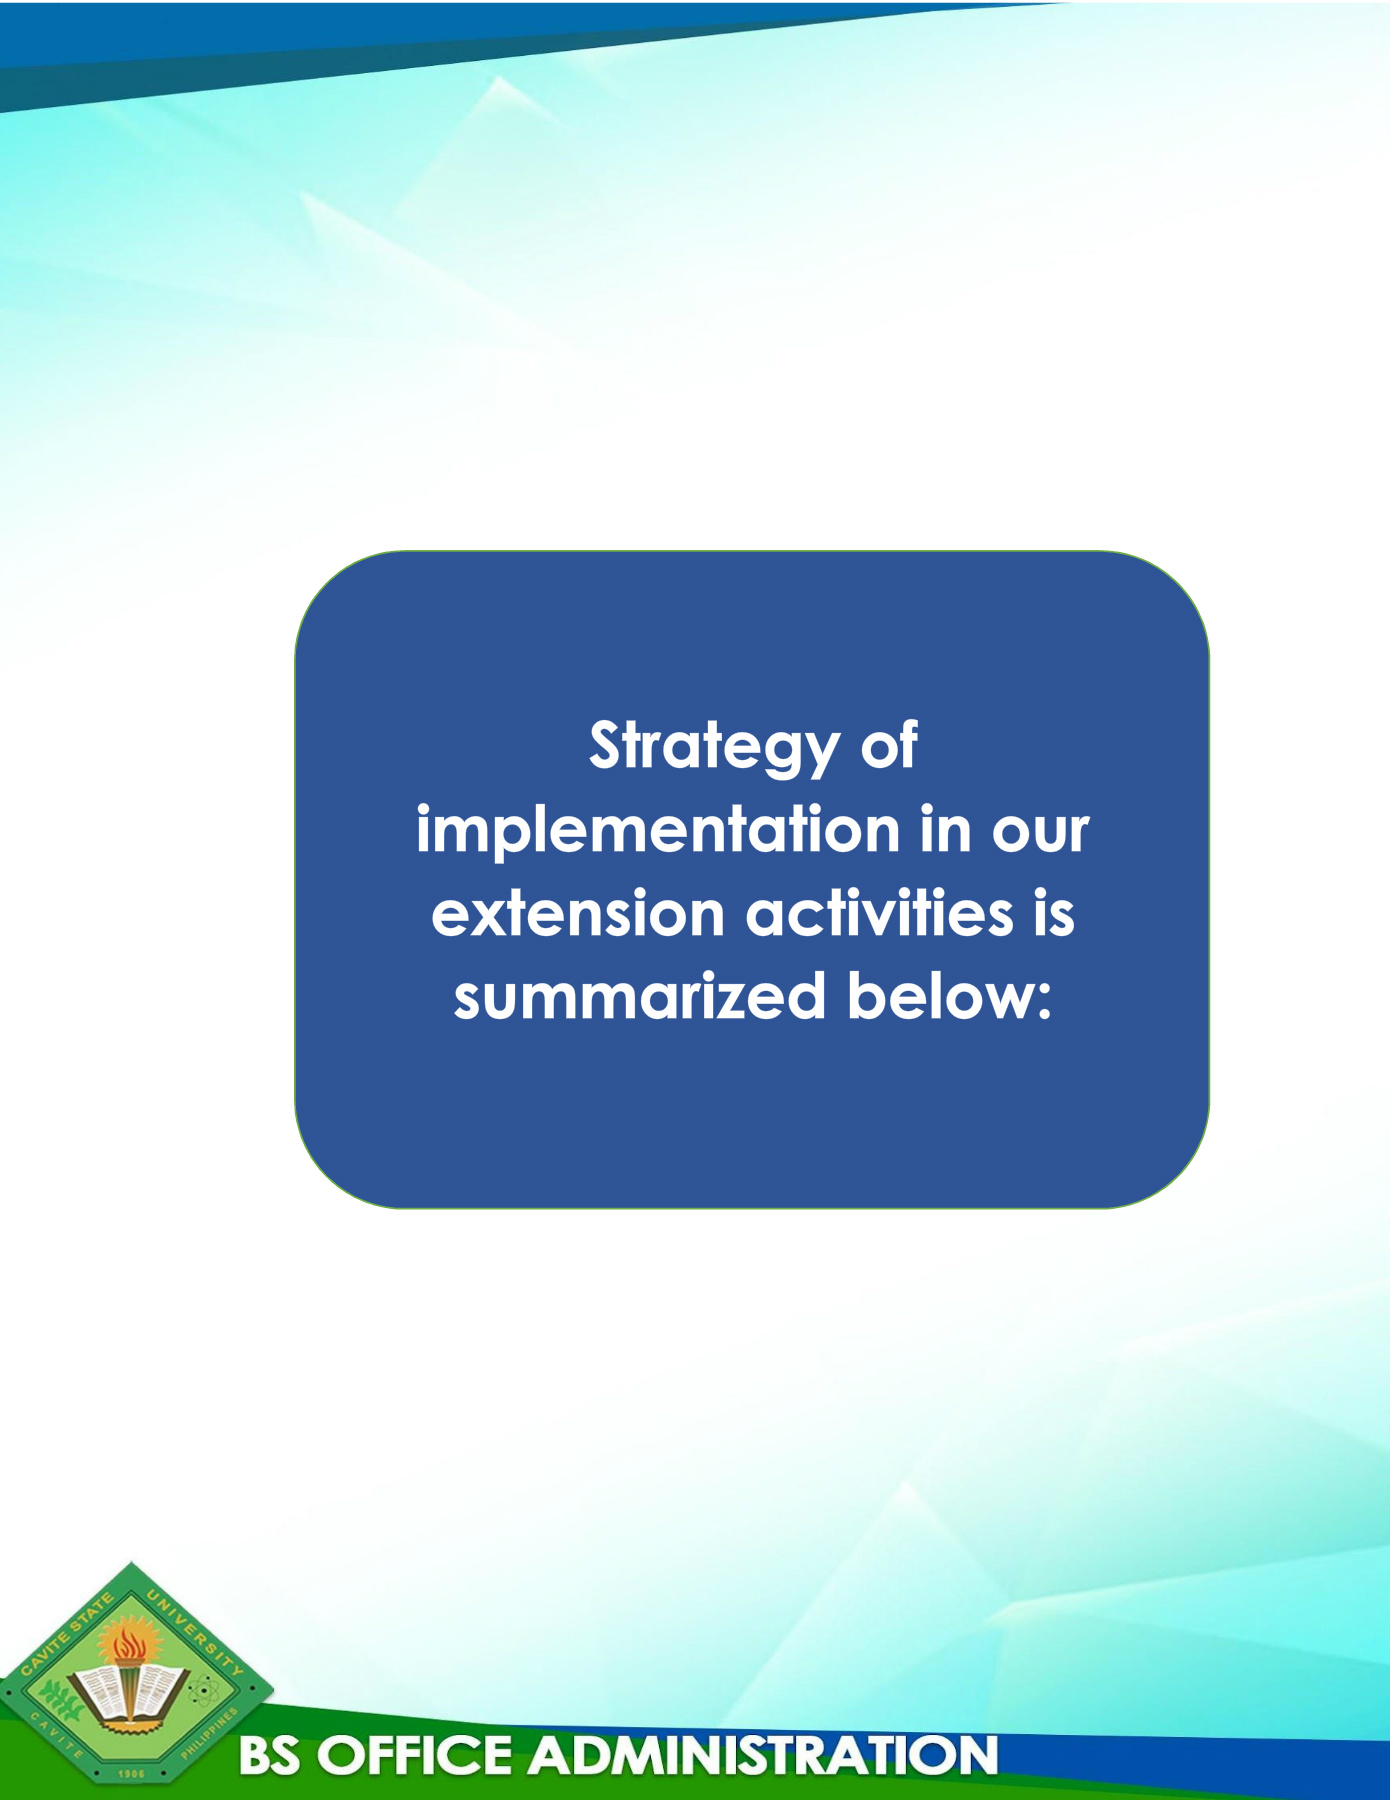 Strategy of
implementation in our
extension activities is
summarized below:
CAVITE STATE UNIVERSITY
CAVITE
PHILIPPINES
1906
BS OFFICE ADMINISTRATION